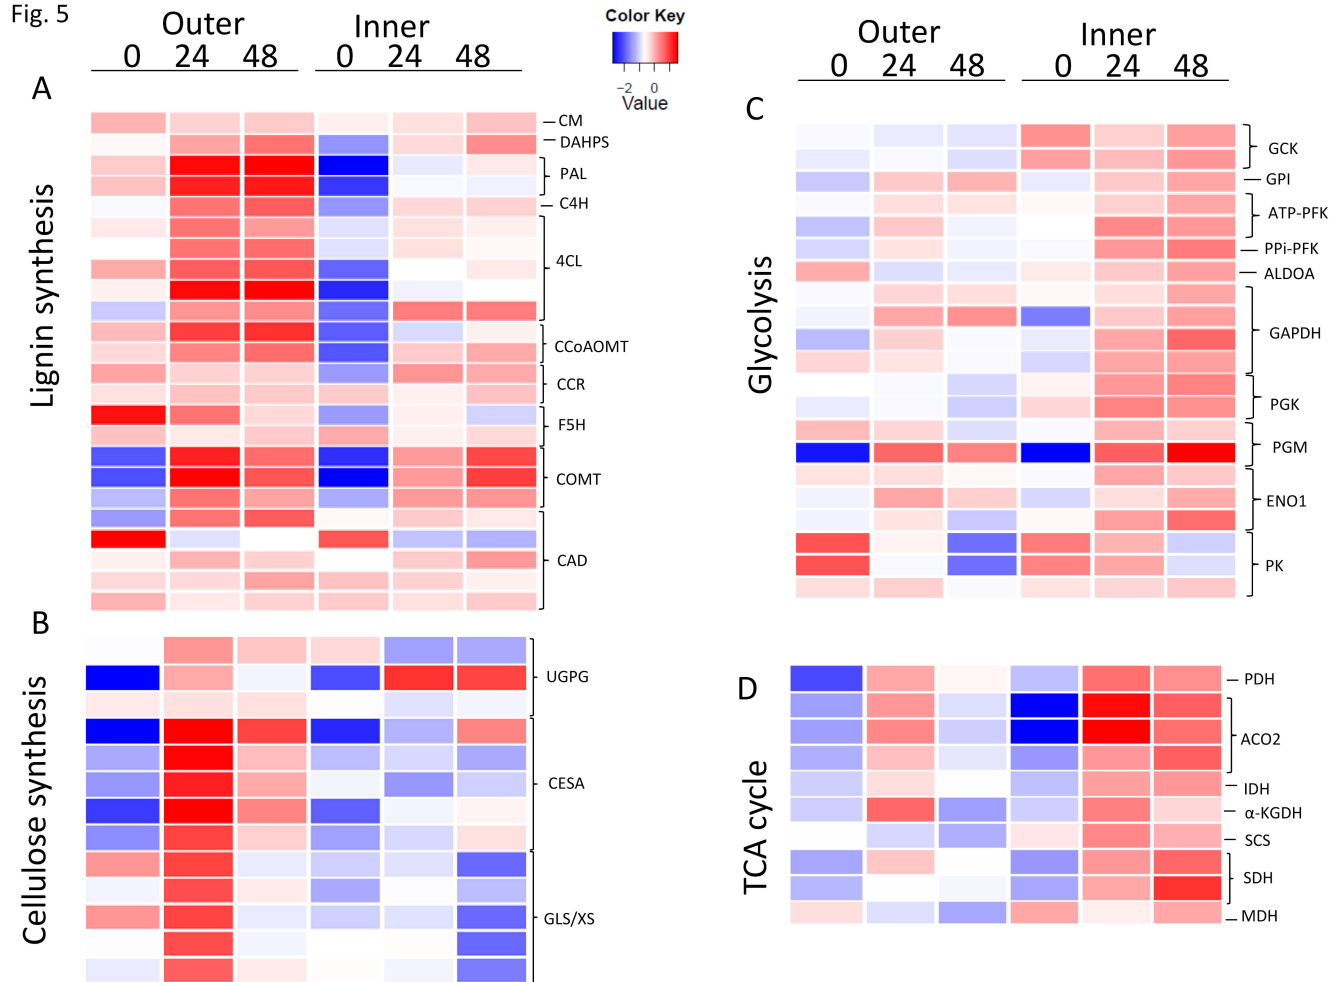 Fig. 5
Outer Inner
0 24 48 0 24 48
Color Key
−2 0
Value
Outer Inner
0 24 48 0 24 48
A
Lignin synthesis
CM
DAHPS
PAL
C4H
4CL
CCoAOMT
CCR
F5H
COMT
CAD
B
Cellulose synthesis
UGPG
CESA
GLS/XS
C
Glycolysis
GCK
GPI
ATP-PFK
PPi-PFK
ALDOA
GAPDH
PGK
PGM
ENO1
PK
D
TCA cycle
PDH
ACO2
IDH
α-KGDH
SCS
SDH
MDH